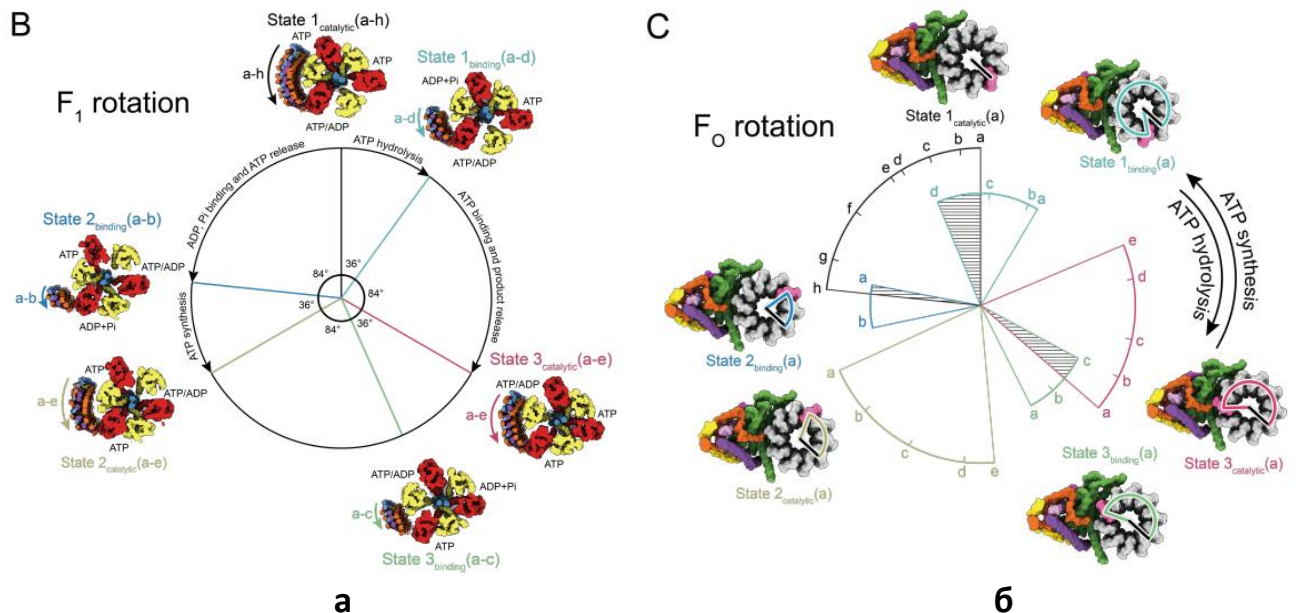 B
F1 rotation
State 1catalytic(a-h)
ATP
ATP
a-h
ATP/ADP
State 1binding(a-d)
ADP+Pi
ATP
a-d
ATP/ADP
ATP hydrolysis
ADP, Pi binding and ATP release
ATP binding and product release
ATP synthesis
36°
84°
84°
36°
36°
84°
State 2binding(a-b)
ATP
ATP/ADP
a-b
ADP+Pi
ATP/ADP
a-e
ATP
State 2catalytic(a-e)
State 3catalytic(a-e)
ATP/ADP
a-e
ATP
ATP/ADP
ADP+Pi
a-c
ATP
State 3binding(a-c)
а
C
FO rotation
State 1catalytic(a)
State 1binding(a)
a
b
c
d
e
f
g
h
d
c
b
a
a
b
a
b
c
d
e
e
d
c
b
a
c
b
a
ATP synthesis
ATP hydrolysis
State 2binding(a)
State 2catalytic(a)
State 3binding(a)
State 3catalytic(a)
б